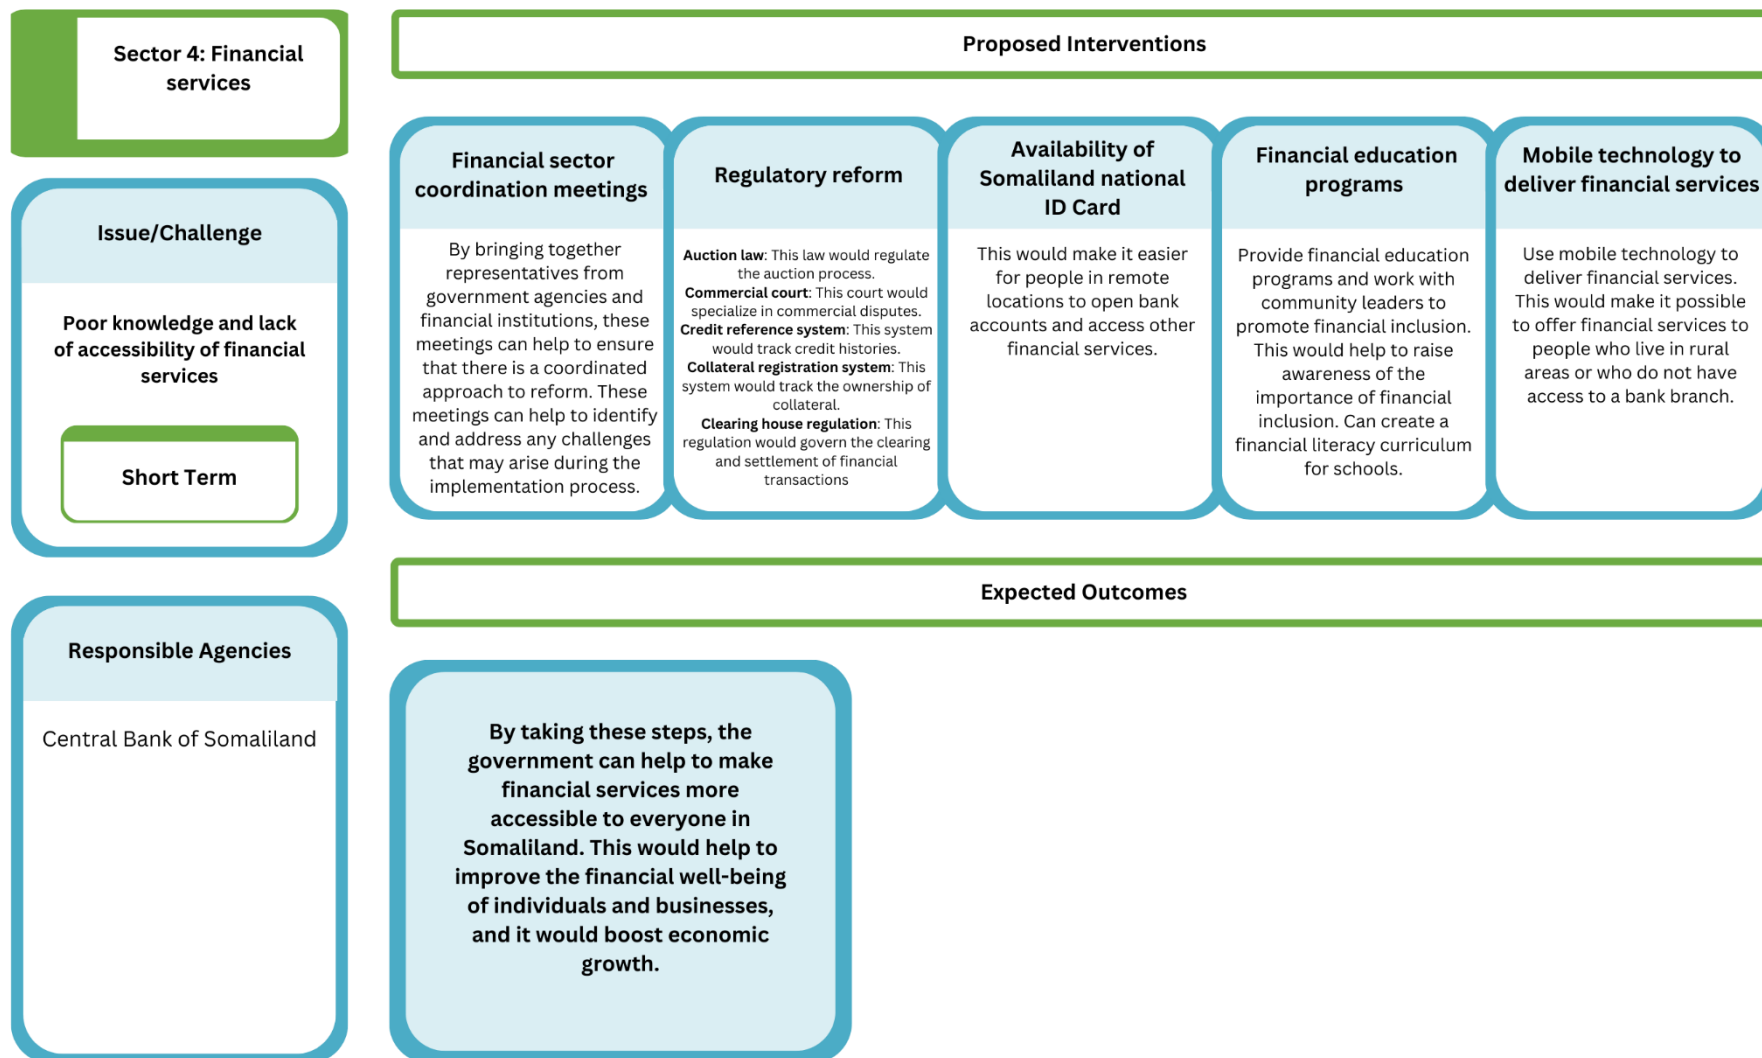 Sector 4: Financial
services
Issue/Challenge
Poor knowledge and lack
of accessibility of financial
services
Short Term
Responsible Agencies
Central Bank of Somaliland
Proposed Interventions
Financial sector
coordination meetings
By bringing together
representatives from
government agencies and
financial institutions, these
meetings can help to ensure
that there is a coordinated
approach to reform. These
meetings can help to identify
and address any challenges
that may arise during the
implementation process.
Regulatory reform
Auction law: This law would regulate
the auction process.
Commercial court: This court would
specialize in commercial disputes.
Credit reference system: This system
would track credit histories.
Collateral registration system: This
system would track the ownership of
collateral.
Clearing house regulation: This
regulation would govern the clearing
and settlement of financial
transactions
Availability of
Somaliland national
ID Card
This would make it easier
for people in remote
locations to open bank
accounts and access other
financial services.
Financial education
programs
Provide financial education
programs and work with
community leaders to
promote financial inclusion.
This would help to raise
awareness of the
importance of financial
inclusion. Can create a
financial literacy curriculum
for schools.
Mobile technology to
deliver financial services
Use mobile technology to
deliver financial services.
This would make it possible
to offer financial services to
people who live in rural
areas or who do not have
access to a bank branch.
Expected Outcomes
By taking these steps, the
government can help to make
financial services more
accessible to everyone in
Somaliland. This would help to
improve the financial well-being
of individuals and businesses,
and it would boost economic
growth.